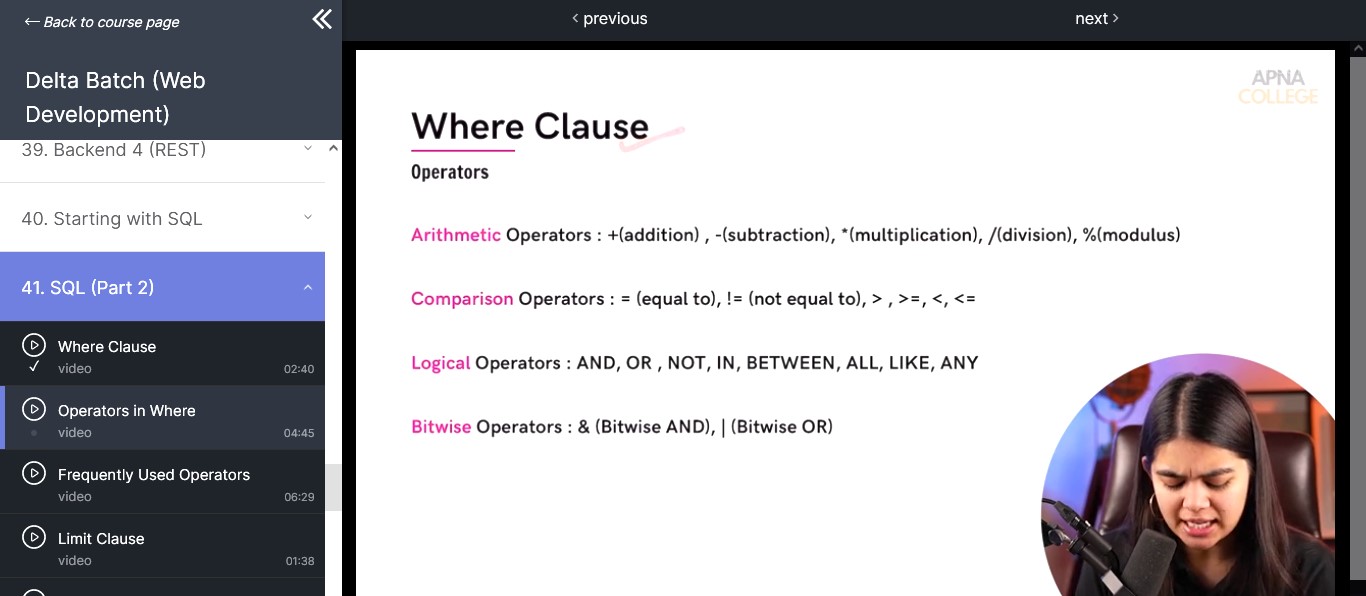 ← Back to course page
Delta Batch (Web
Development)
39. Backend 4 (REST)
40. Starting with SQL
41. SQL (Part 2)
Where Clause
video
02:40
Operators in Where
video
04:45
Frequently Used Operators
video
06:29
Limit Clause
video
01:38
‹ previous
next ›
APNA
COLLEGE
Where Clause
Operators
Arithmetic Operators : +(addition) , -(subtraction), *(multiplication), /(division), %(modulus)
Comparison Operators : = (equal to), != (not equal to), > , >=, <, <=
Logical Operators : AND, OR , NOT, IN, BETWEEN, ALL, LIKE, ANY
Bitwise Operators : & (Bitwise AND), | (Bitwise OR)